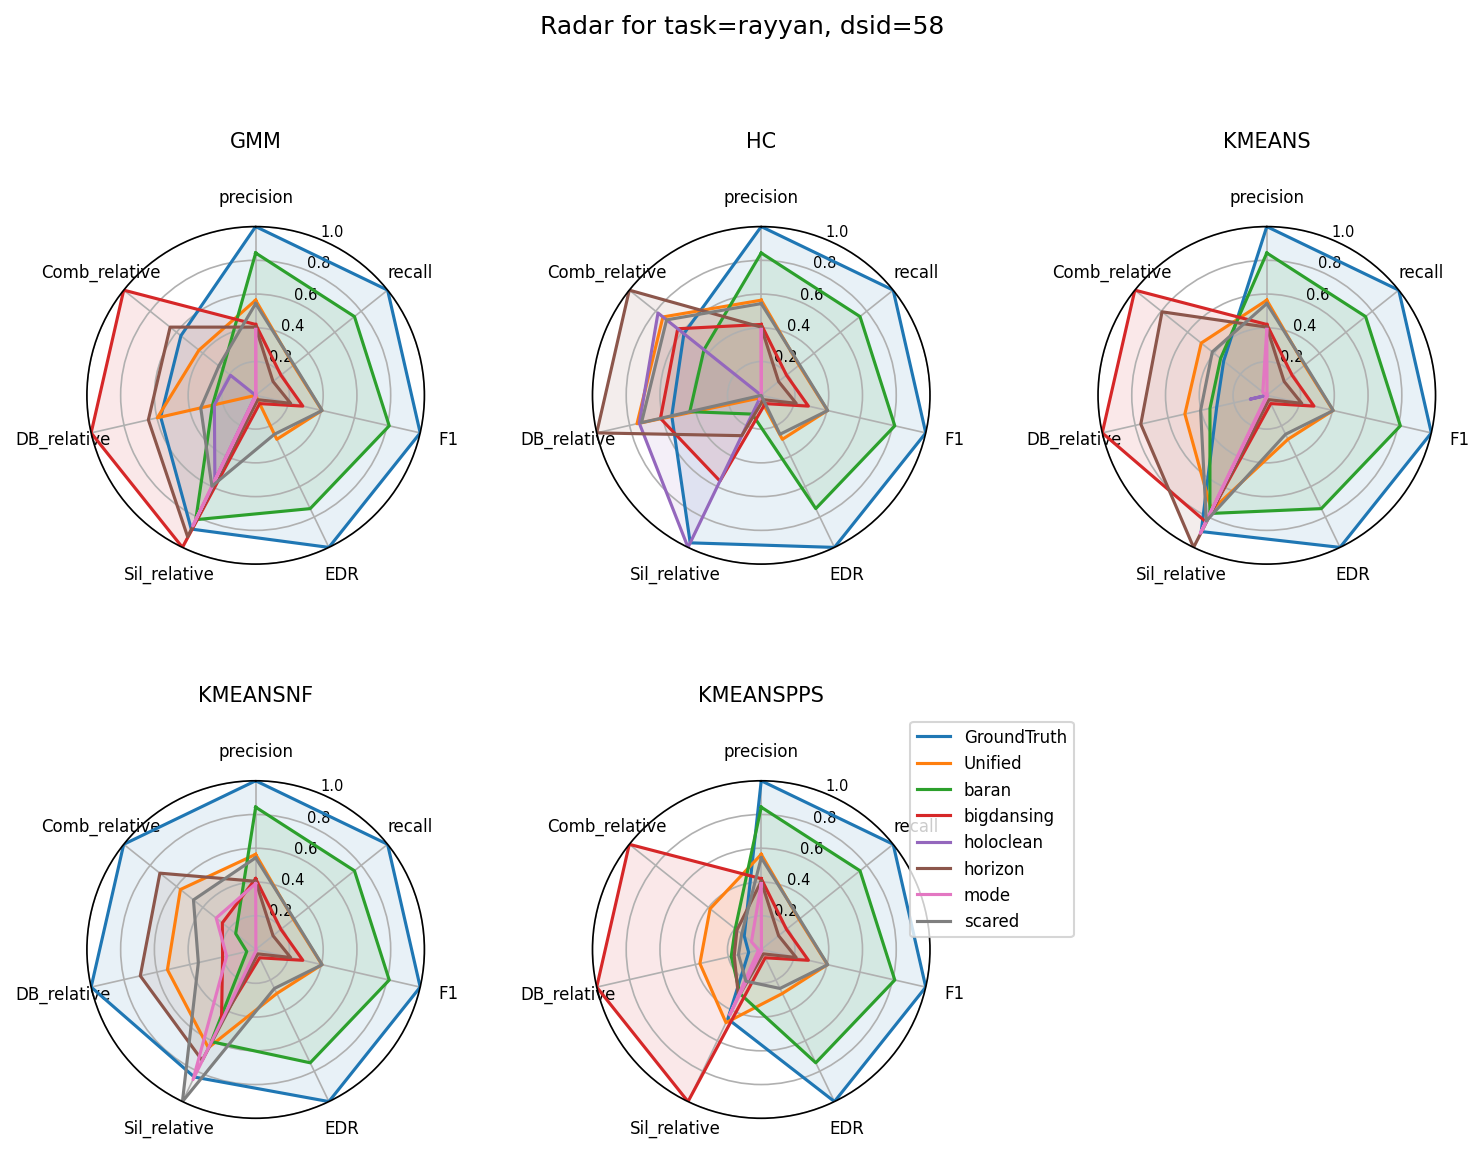 Radar for task=rayyan, dsid=58
GMM
precision
recall
F1
EDR
Sil_relative
DB_relative
Comb_relative
0.2
0.4
0.6
0.8
1.0
HC
precision
recall
F1
EDR
Sil_relative
DB_relative
Comb_relative
0.2
0.4
0.6
0.8
1.0
KMEANS
precision
recall
F1
EDR
Sil_relative
DB_relative
Comb_relative
0.2
0.4
0.6
0.8
1.0
KMEANSNF
precision
recall
F1
EDR
Sil_relative
DB_relative
Comb_relative
0.2
0.4
0.6
0.8
1.0
KMEANSPPS
precision
recall
F1
EDR
Sil_relative
DB_relative
Comb_relative
0.2
0.4
0.6
0.8
1.0
GroundTruth
Unified
baran
bigdansing
holoclean
horizon
mode
scared